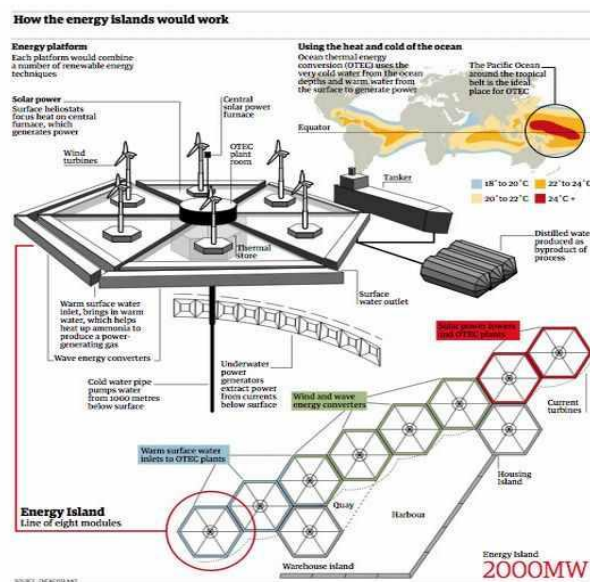 How the energy islands would work
Energy platform
Each platform would combine
a number of renewable energy
techniques
Using the heat and cold of the ocean
Ocean thermal energy
conversion (OTEC) uses the
very cold water from the ocean
depths and warm water from
the surface to generate power
The Pacific Ocean
around the tropical
belt is the ideal
place for OTEC
Solar power
Surface heliostats
focus heat on central
furnace, which
generates power
Central
solar power
furnace
Equator
Wind
turbines
OTEC
plant
room
Tanker
18˚ to 20˚C
22˚to 24˚C
20˚ to 22˚C
24˚C +
Thermal
store
Distilled wate
produced as
byproduct of
process
Surface
water outlet
Warm surface water
inlet, brings in warm
water, which helps
heat up ammonia to
produce a power-
generating gas
Wave energy converters
Solar power towers
and OTEC plants
Cold water pipe
pumps water
from 1000 metres
below surface
Underwater
power
generators
extract power
from currents
below surface
Wind and wave
energy converters
Current
turbines
Warm surface water
inlets to OTEC plants
Housing
Island
Energy Island
Line of eight modules
Quay
Harbour
Warehouse island
Energy Island
2000MW